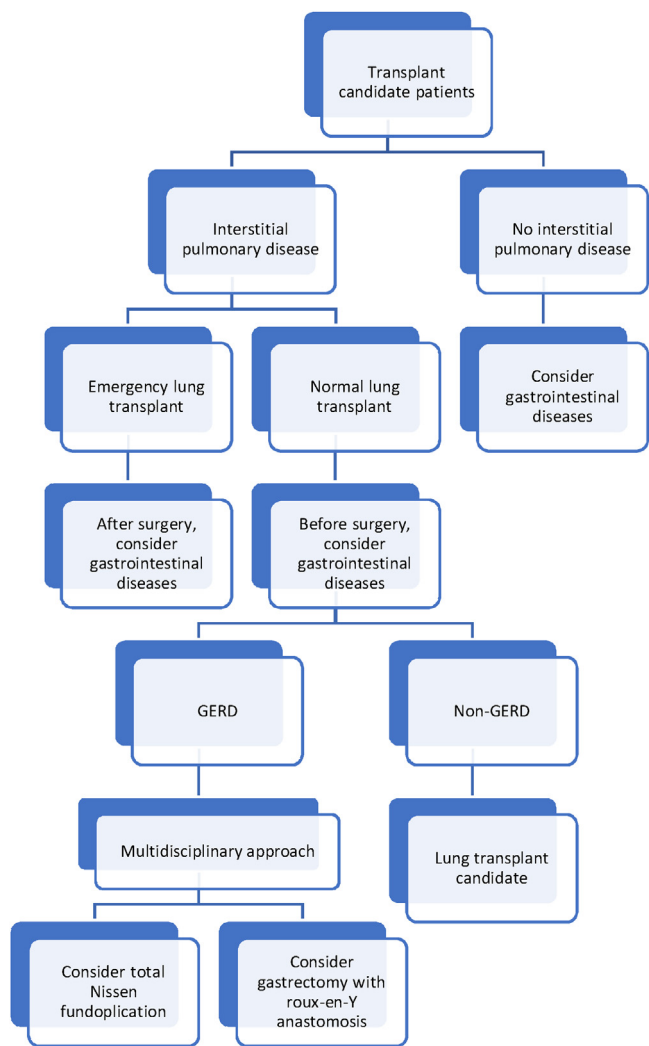 Transplant
candidate patients
Interstitial
pulmonary disease
No interstitial
pulmonary disease
Emergency lung
transplant
Normal lung
transplant
Consider
gastrointestinal
diseases
After surgery,
consider
gastrointestinal
diseases
Before surgery,
consider
gastrointestinal
diseases
GERD
Non-GERD
Multidisciplinary approach
Lung transplant
candidate
Consider total
Nissen
fundoplication
Consider
gastrectomy with
roux-en-Y
anastomosis